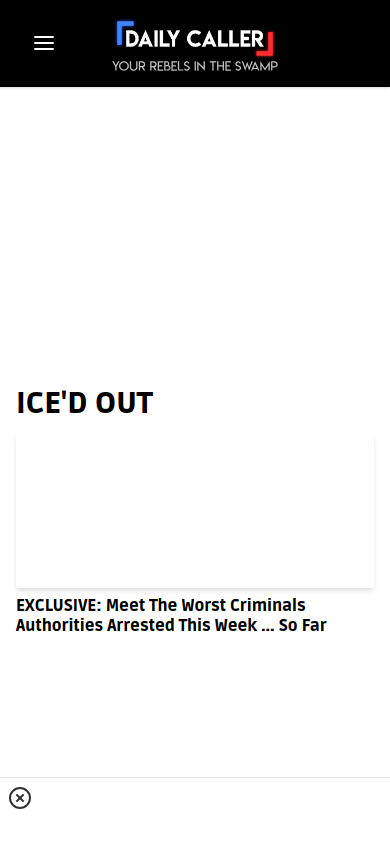 DAILY CALLER
YOUR REBELS IN THE SWAMP
ICE'D OUT
EXCLUSIVE: Meet The Worst Criminals
Authorities Arrested This Week ... So Far